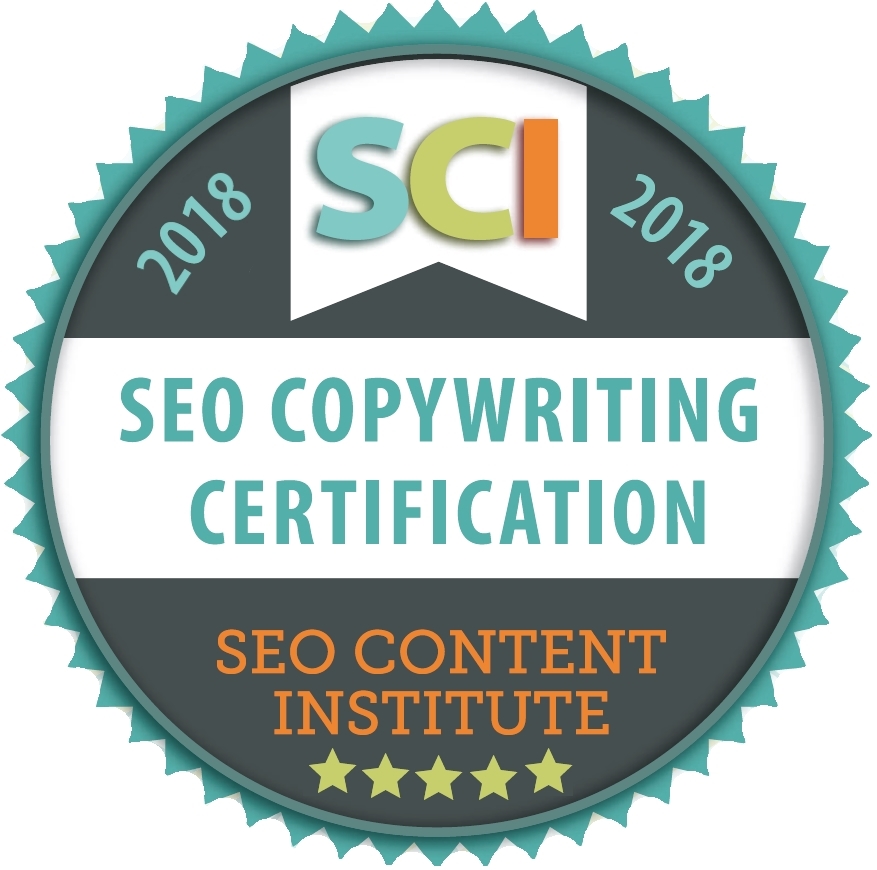 SCI
2018
2018
SEO COPYWRITING
CERTIFICATION
SEO CONTENT
INSTITUTE